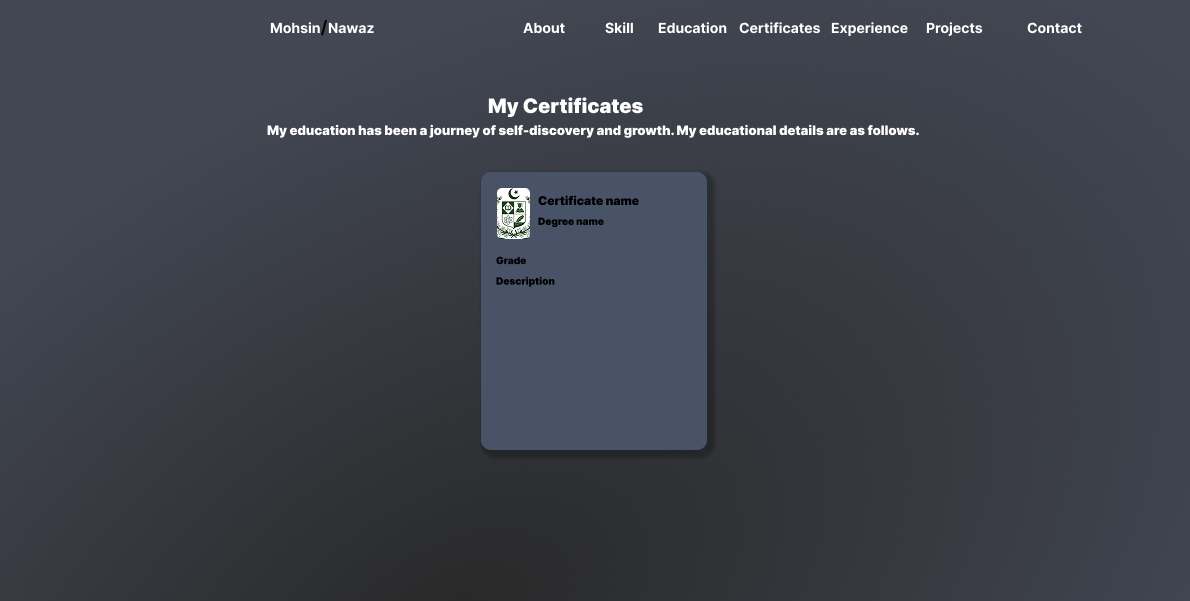 Mohsin/Nawaz About Skill Education Certificates Experience Projects Contact
My Certificates
My education has been a journey of self-discovery and growth. My educational details are as follows.
Certificate name
Degree name
Grade
Description